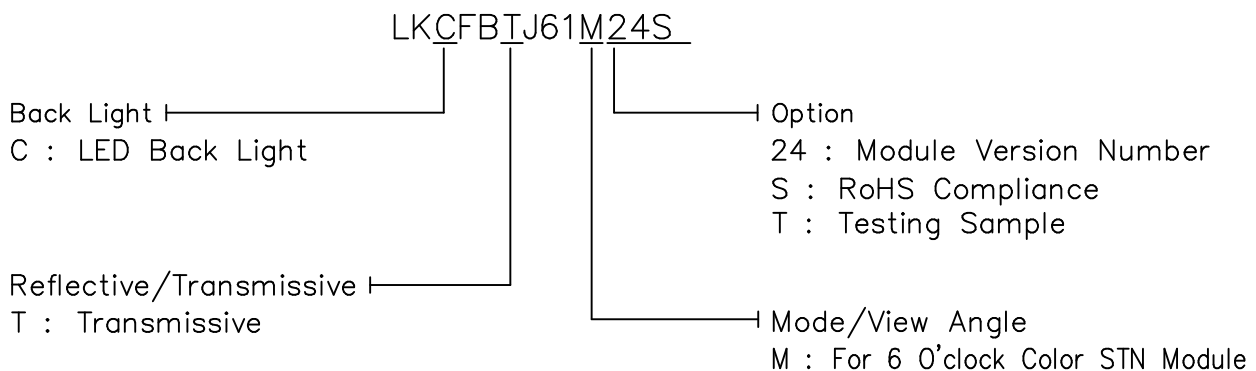 LKCFBTJ61M24S
Back Light
C : LED Back Light
Option
24 : Module Version Number
S : RoHS Compliance
T : Testing Sample
Reflective/Transmissive
T : Transmissive
Mode/View Angle
M : For 6 O'clock Color STN Module